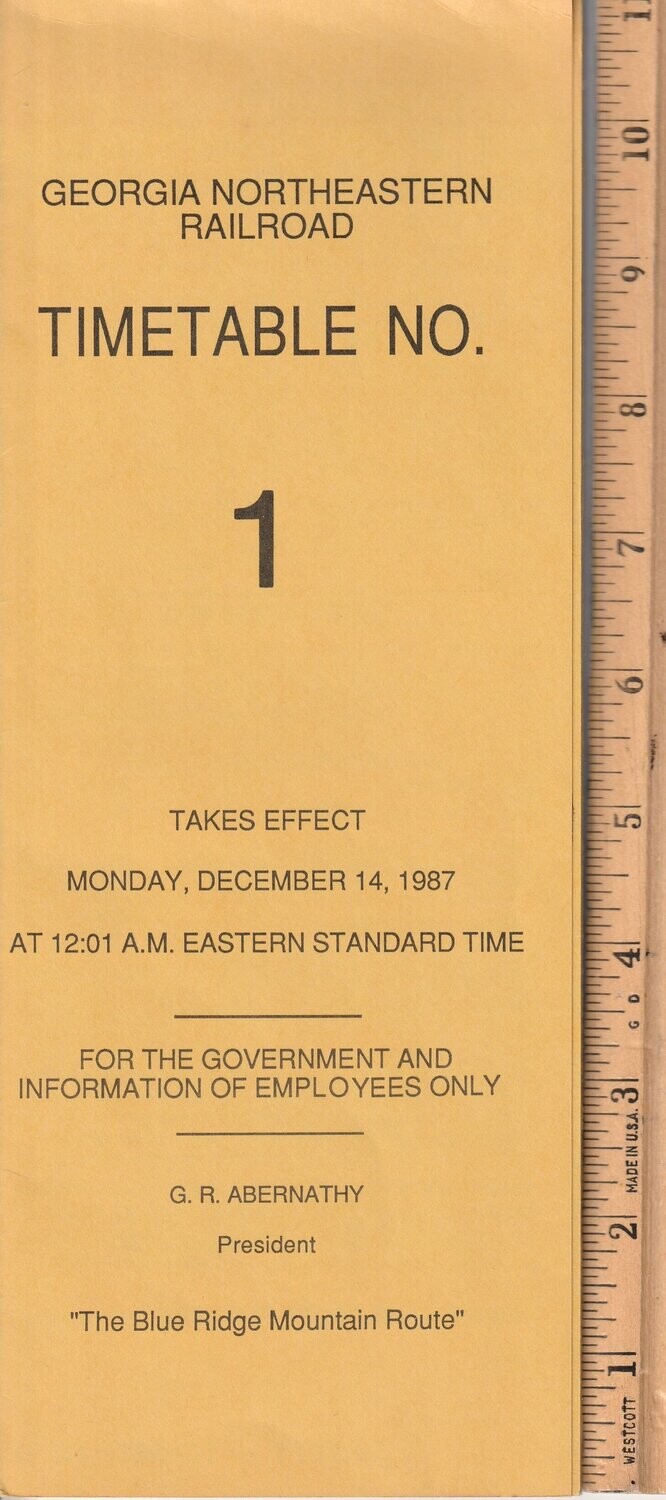 GEORGIA NORTHEASTERN
RAILROAD
TIMETABLE NO.
1
TAKES EFFECT
MONDAY, DECEMBER 14, 1987
AT 12:01 A.M. EASTERN STANDARD TIME
FOR THE GOVERNMENT AND
INFORMATION OF EMPLOYEES ONLY
G. R. ABERNATHY
President
"The Blue Ridge Mountain Route"
11
10
9
8
7
6
5
4
G D
3
MADE IN U.S.A.
2
1
WESTCOTT